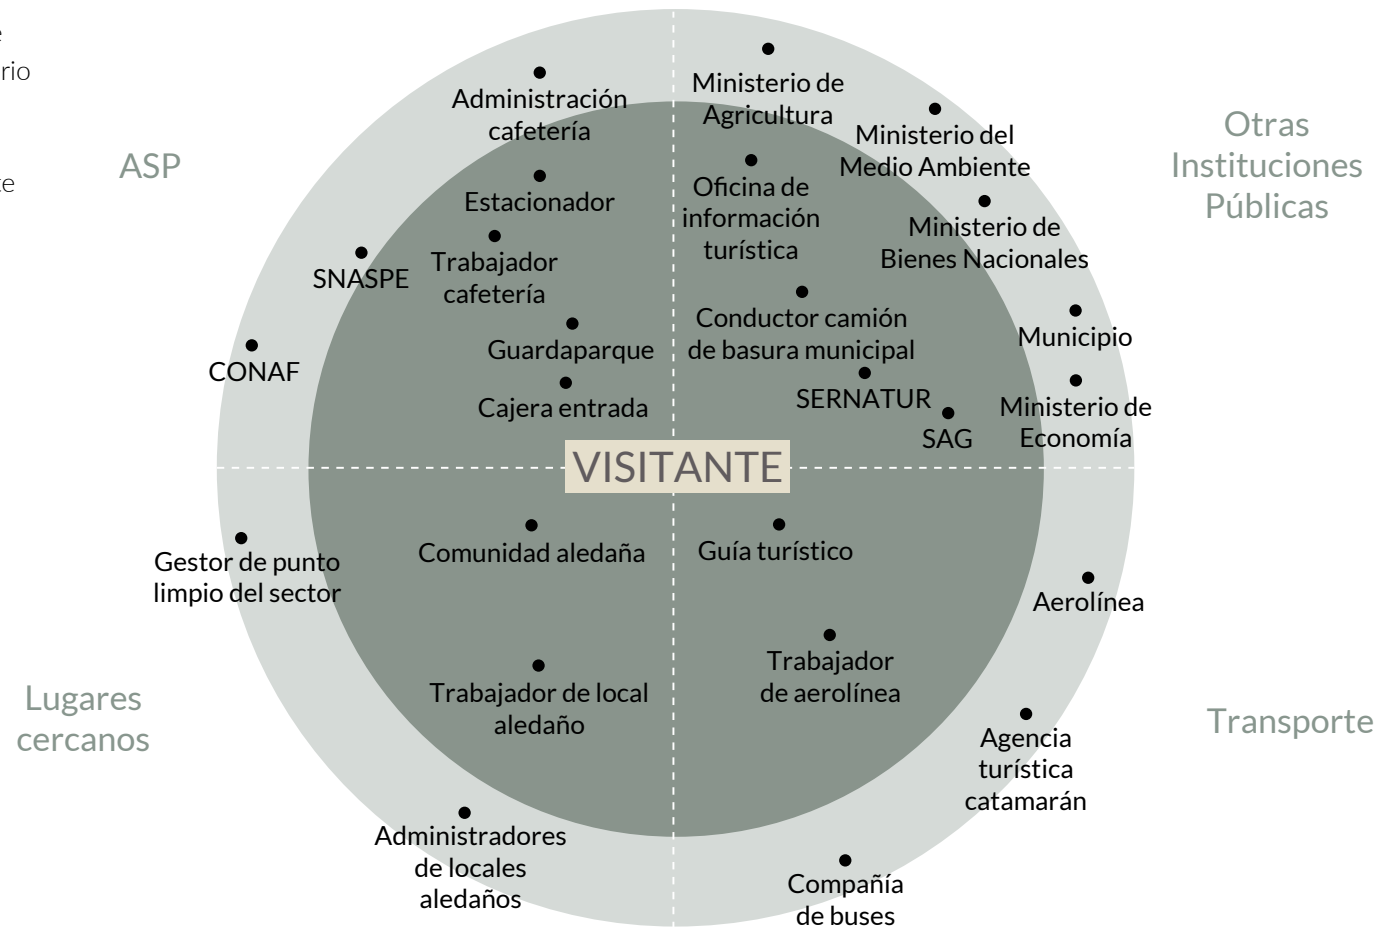 rio
ASP
Otras
Instituciones
Públicas
Administración
cafetería
Estacionador
Trabajador
cafetería
SNASPE
CONAF
Guardaparque
Cajera entrada
Ministerio de
Agricultura
Ministerio del
Medio Ambiente
Oficina de
información
turística
Ministerio de
Bienes Nacionales
Conductor camión
de basura municipal
Municipio
SERNATUR
Ministerio de
Economía
SAG
VISITANTE
Gestor de punto
limpio del sector
Comunidad aledaña
Trabajador de local
aledaño
Lugares
cercanos
Administradores
de locales
aledaños
Guía turístico
Aerolínea
Trabajador
de aerolínea
Transporte
Agencia
turística
catamarán
Compañía
de buses